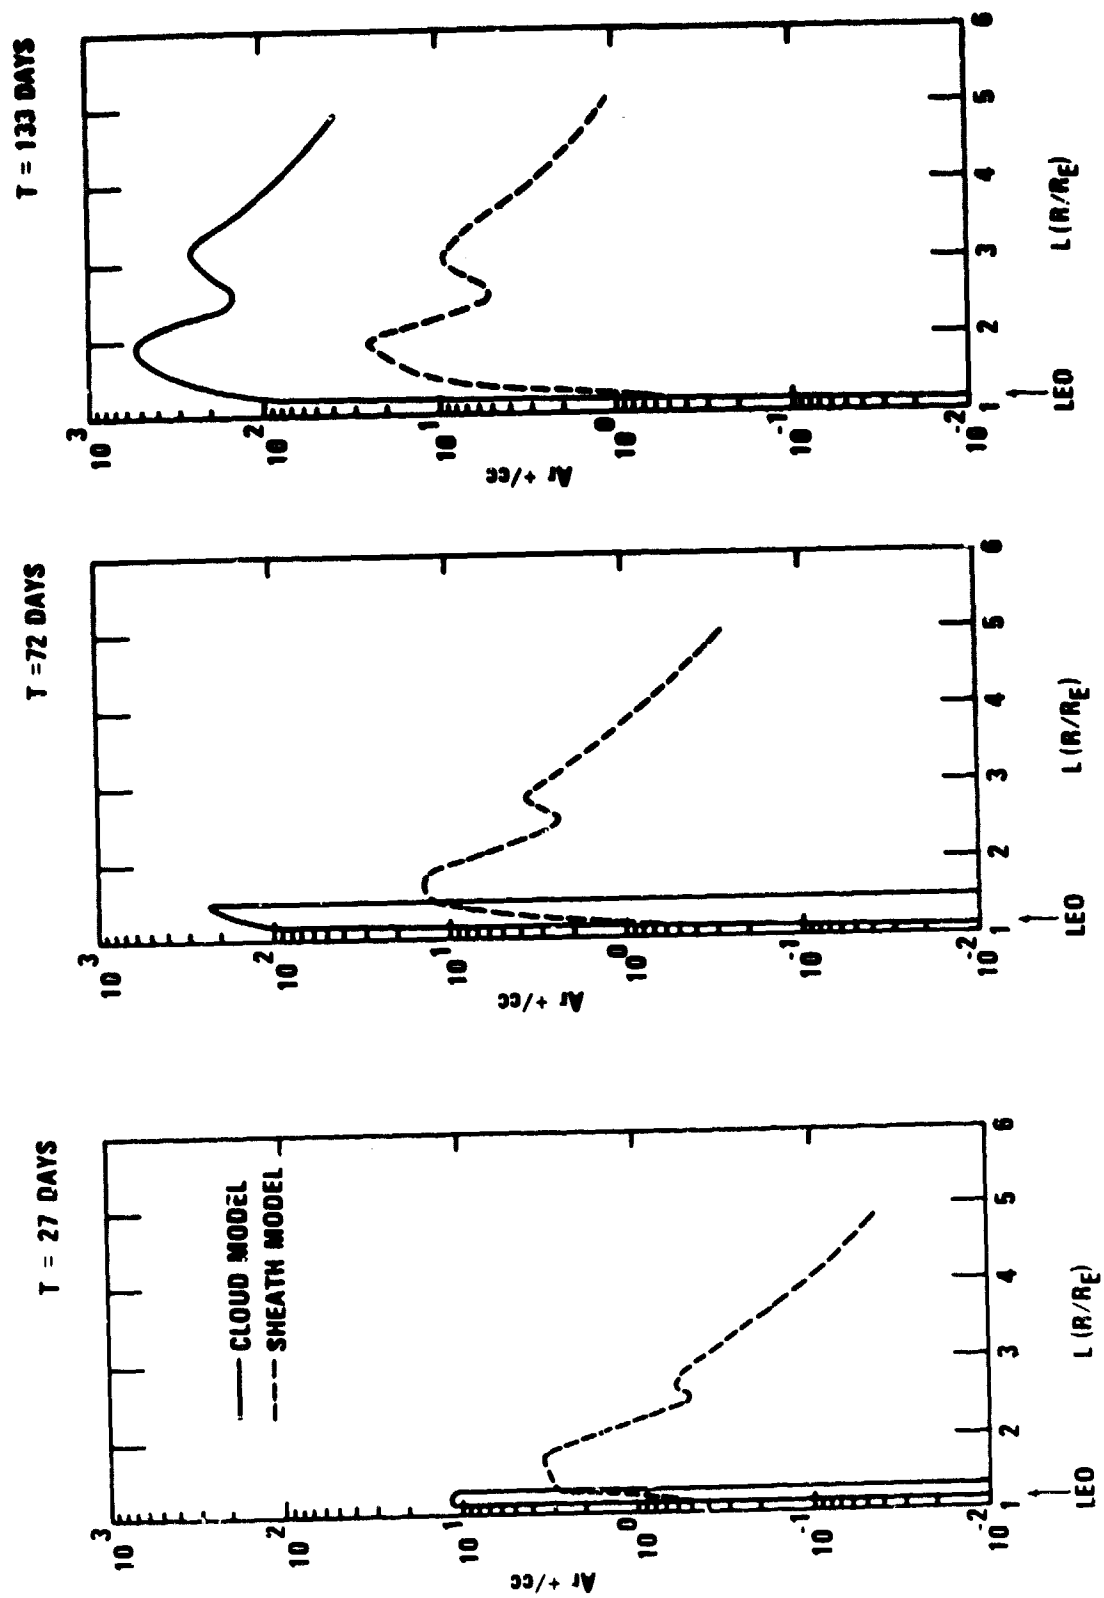 T = 27 DAYS
CLOUD MODEL
SHEATH MODEL
10^3
10^2
10^1
10^0
10^-1
10^-2
Ar +/cc
1 2 3 4 5 6
LEO
L(R/R_E)
T = 72 DAYS
10^3
10^2
10^1
10^0
10^-1
10^-2
Ar +/cc
1 2 3 4 5 6
LEO
L(R/R_E)
T = 133 DAYS
10^3
10^2
10^1
10^0
10^-1
10^-2
Ar +/cc
1 2 3 4 5 6
LEO
L(R/R_E)